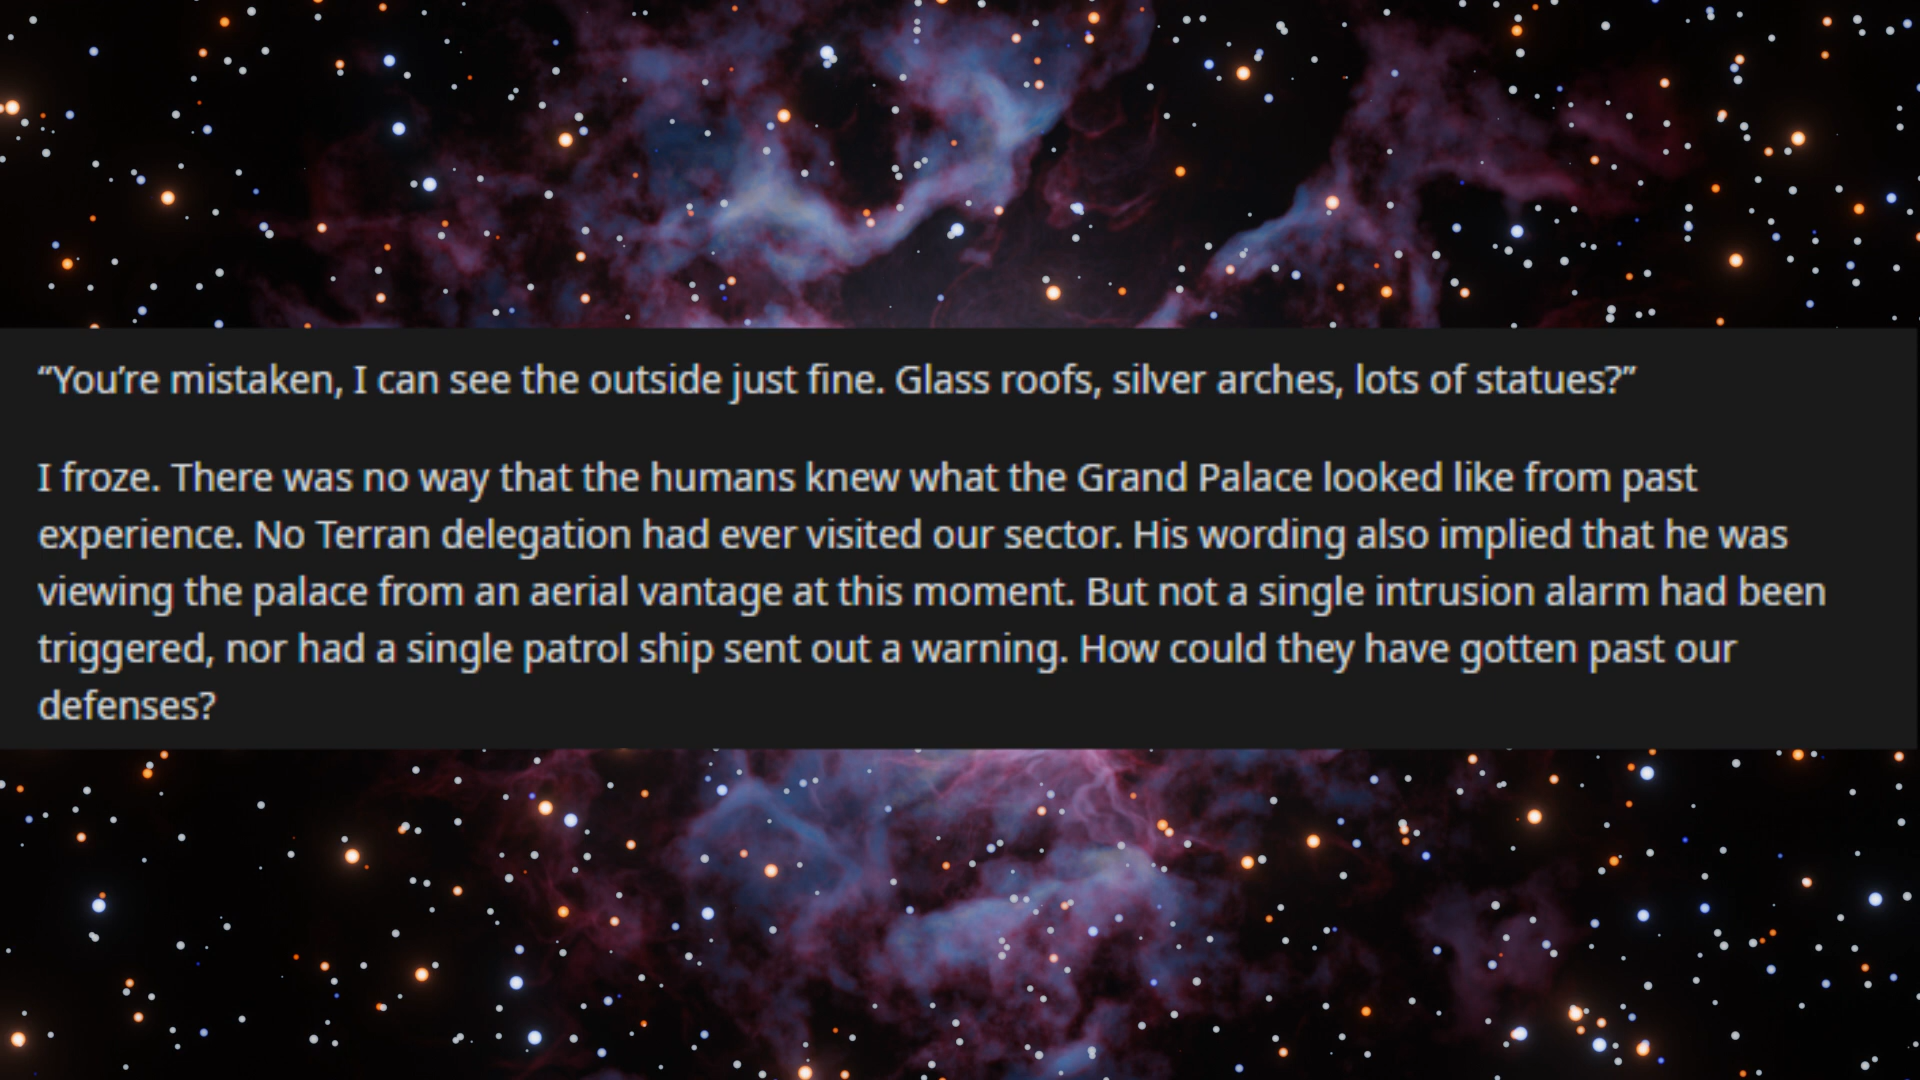 “You’re mistaken, I can see the outside just fine. Glass roofs, silver arches, lots of statues?”
I froze. There was no way that the humans knew what the Grand Palace looked like from past
experience. No Terran delegation had ever visited our sector. His wording also implied that he was
viewing the palace from an aerial vantage at this moment. But not a single intrusion alarm had been
triggered, nor had a single patrol ship sent out a warning. How could they have gotten past our
defenses?